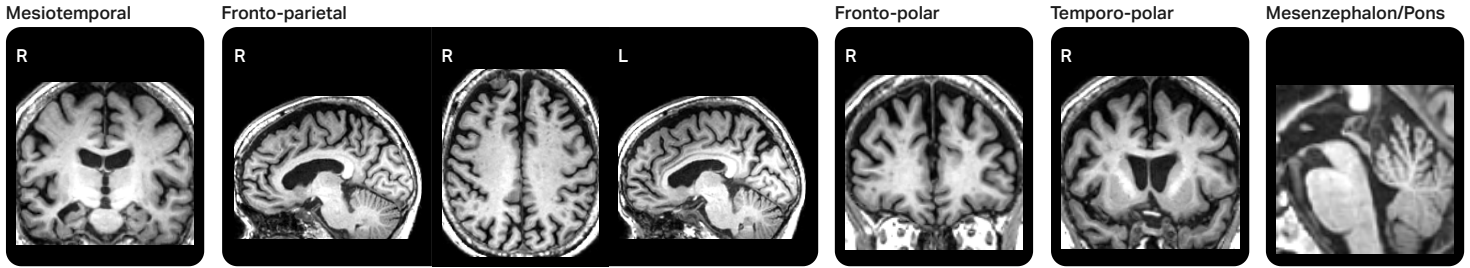 Mesiotemporal
Fronto-parietal
Fronto-polar
Temporo-polar
Mesenzephalon/Pons
R
R
R
L
R
R